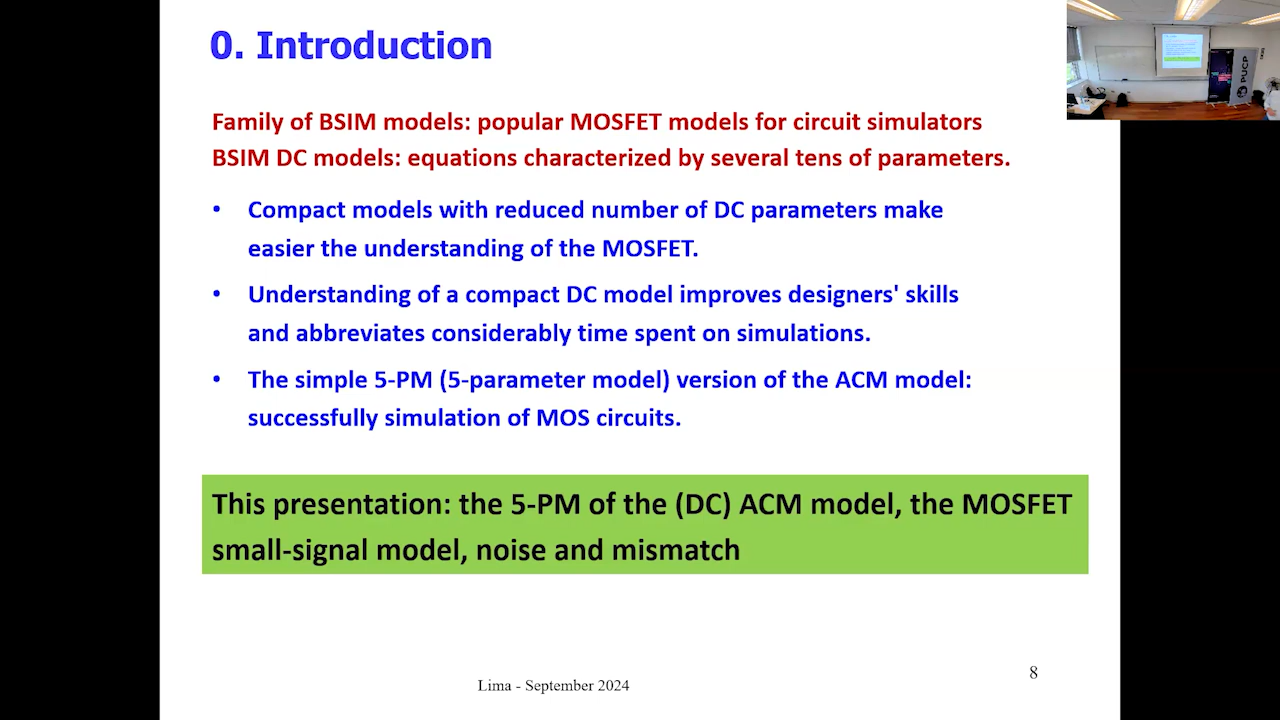 0. Introduction
Family of BSIM models: popular MOSFET models for circuit simulators
BSIM DC models: equations characterized by several tens of parameters.
• Compact models with reduced number of DC parameters make
easier the understanding of the MOSFET.
• Understanding of a compact DC model improves designers' skills
and abbreviates considerably time spent on simulations.
• The simple 5-PM (5-parameter model) version of the ACM model:
successfully simulation of MOS circuits.
This presentation: the 5-PM of the (DC) ACM model, the MOSFET
small-signal model, noise and mismatch
Lima - September 2024
8
PUCP